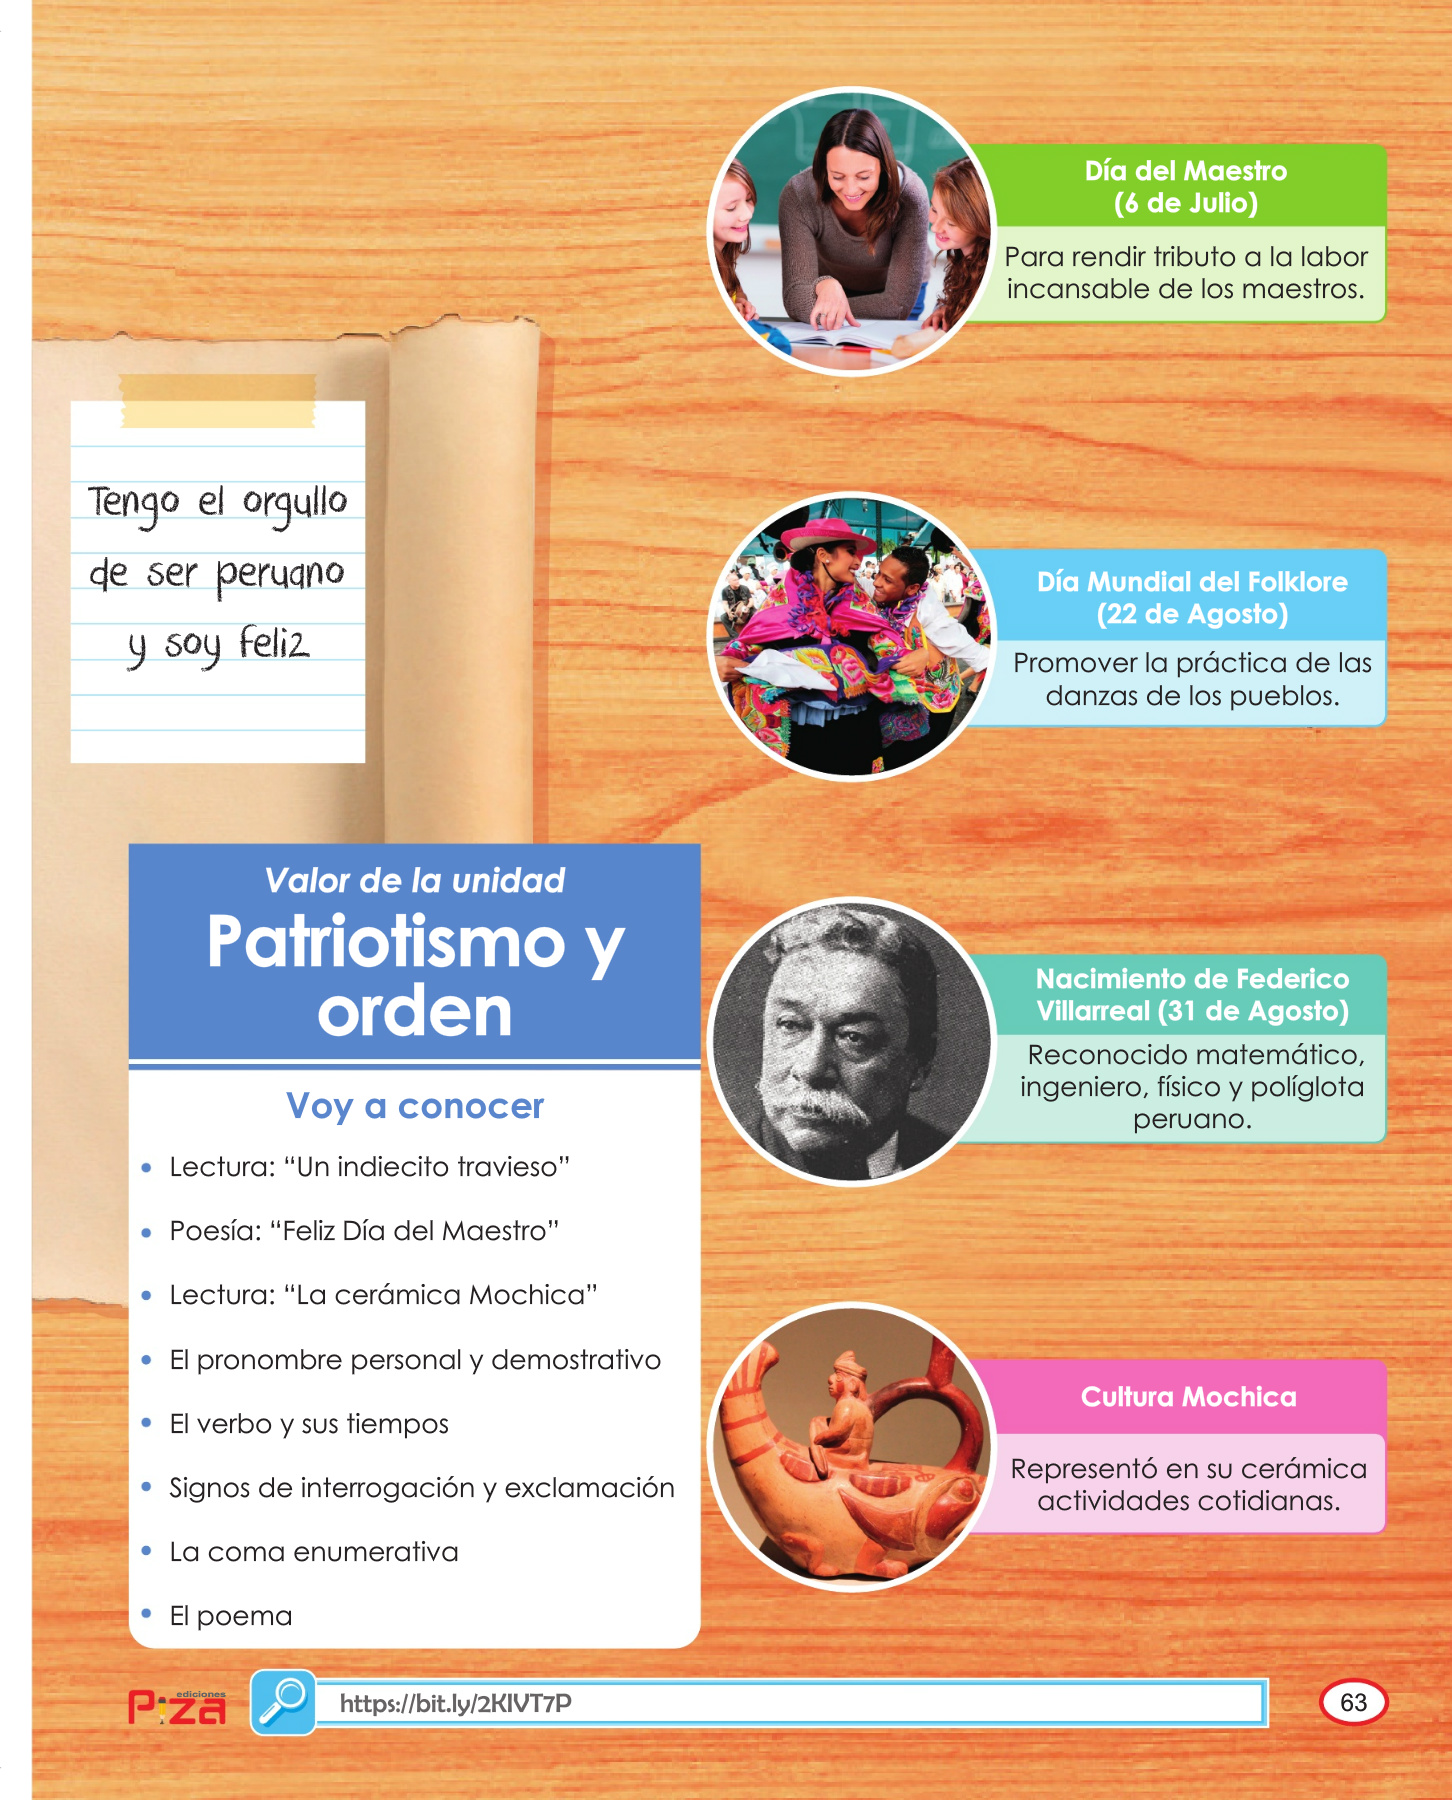 Tengo el orgullo
de ser peruano
y soy feliz
Valor de la unidad
Patriotismo y
orden
Voy a conocer
• Lectura: “Un indiecito travieso”
• Poesía: “Feliz Día del Maestro”
• Lectura: “La cerámica Mochica”
• El pronombre personal y demostrativo
• El verbo y sus tiempos
• Signos de interrogación y exclamación
• La coma enumerativa
• El poema
Día del Maestro
(6 de Julio)
Para rendir tributo a la labor
incansable de los maestros.
Día Mundial del Folklore
(22 de Agosto)
Promover la práctica de las
danzas de los pueblos.
Nacimiento de Federico
Villarreal (31 de Agosto)
Reconocido matemático,
ingeniero, físico y políglota
peruano.
Cultura Mochica
Representó en su cerámica
actividades cotidianas.
ediciones
Piza
https://bit.ly/2KIVT7P
63